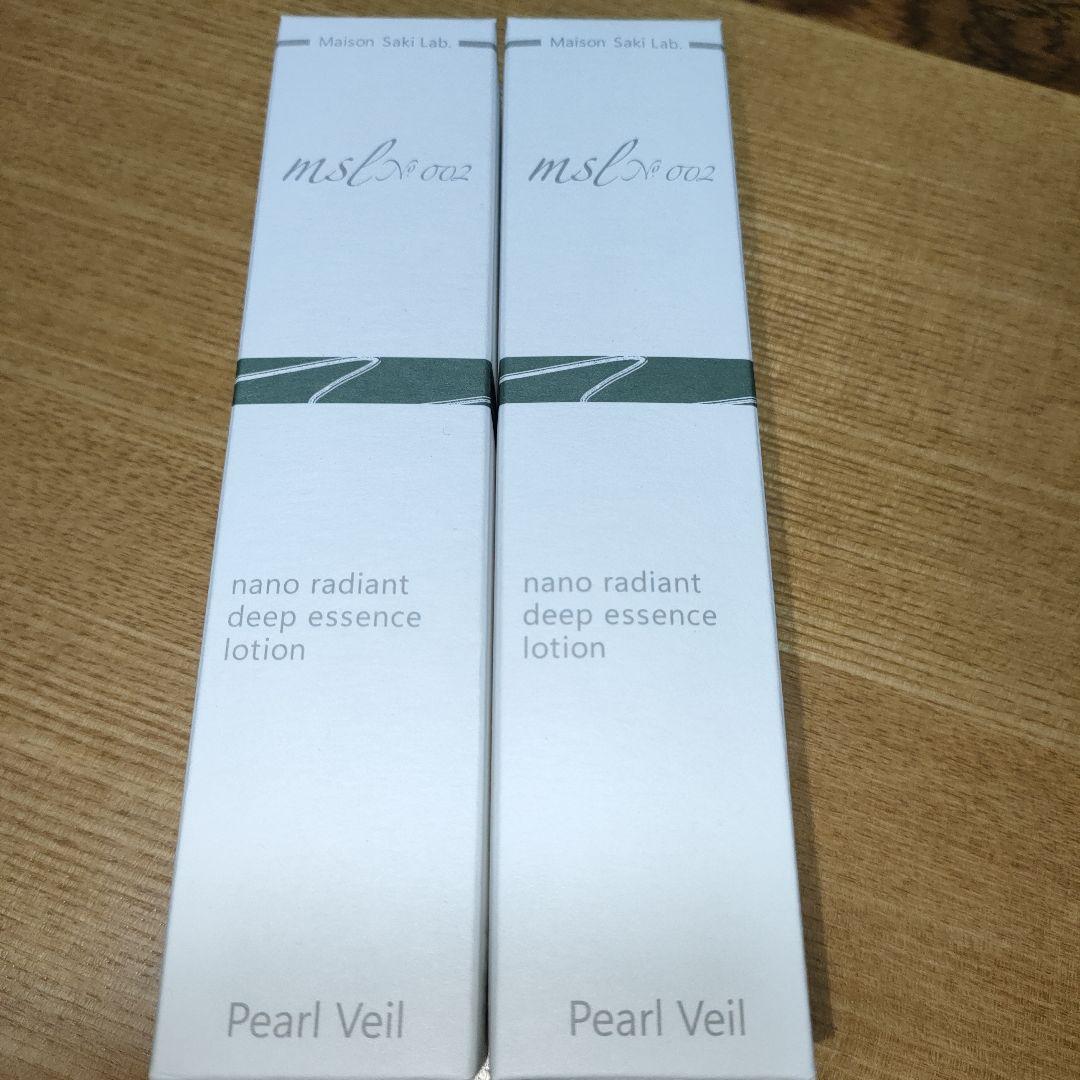 Maison Saki Lab.
msl № 002
nano radiant
deep essence
lotion
Pearl Veil
Maison Saki Lab.
msl № 002
nano radiant
deep essence
lotion
Pearl Veil